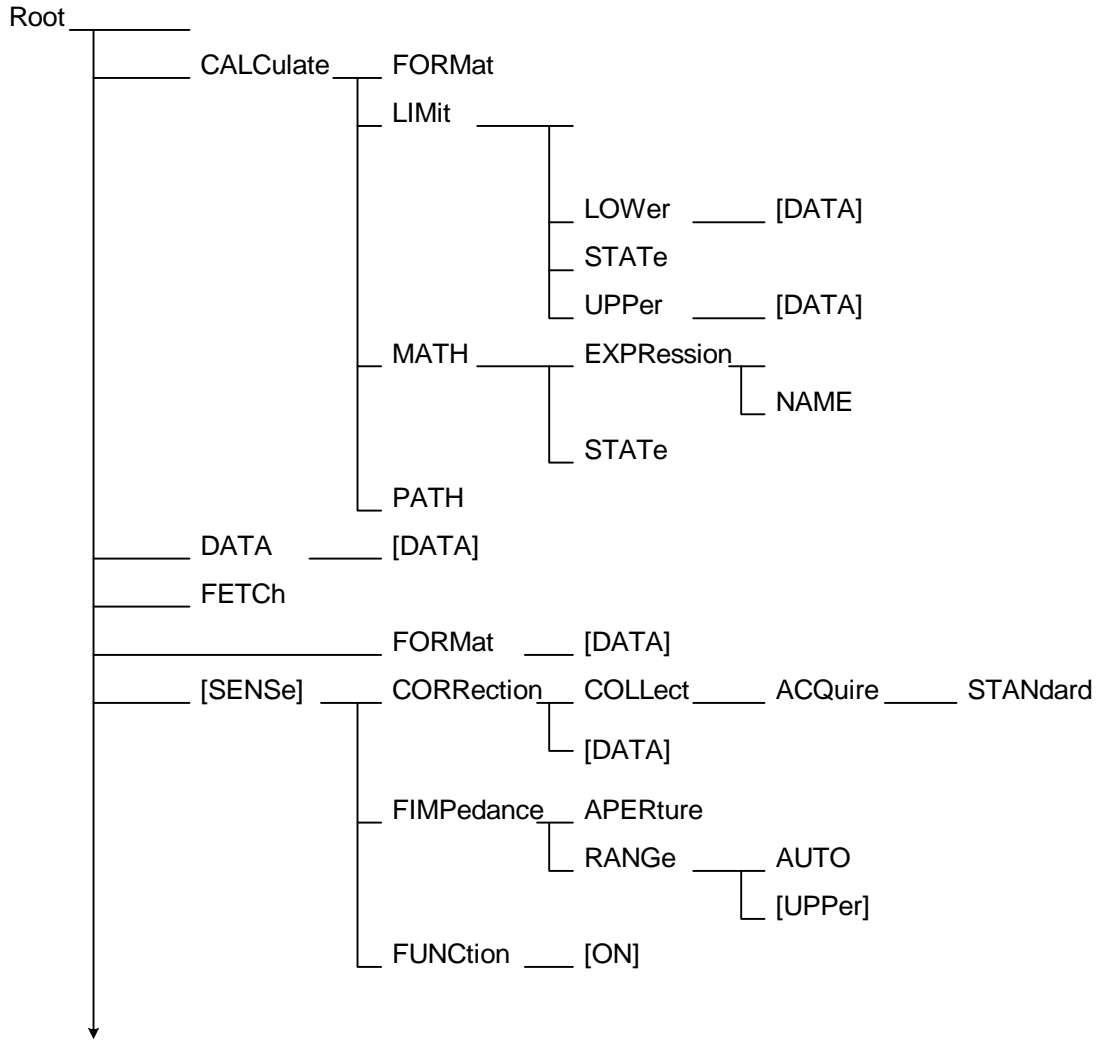 Root
CALCulate FORMat
LIMit
LOWer [DATA]
STATe
UPPer [DATA]
MATH EXPRession
NAME
STATe
PATH
DATA [DATA]
FETCh
FORMat [DATA]
[SENSe] CORRection COLLect ACQuire STANdard
[DATA]
FIMPedance APERture
RANGe AUTO
[UPPer]
FUNCtion [ON]